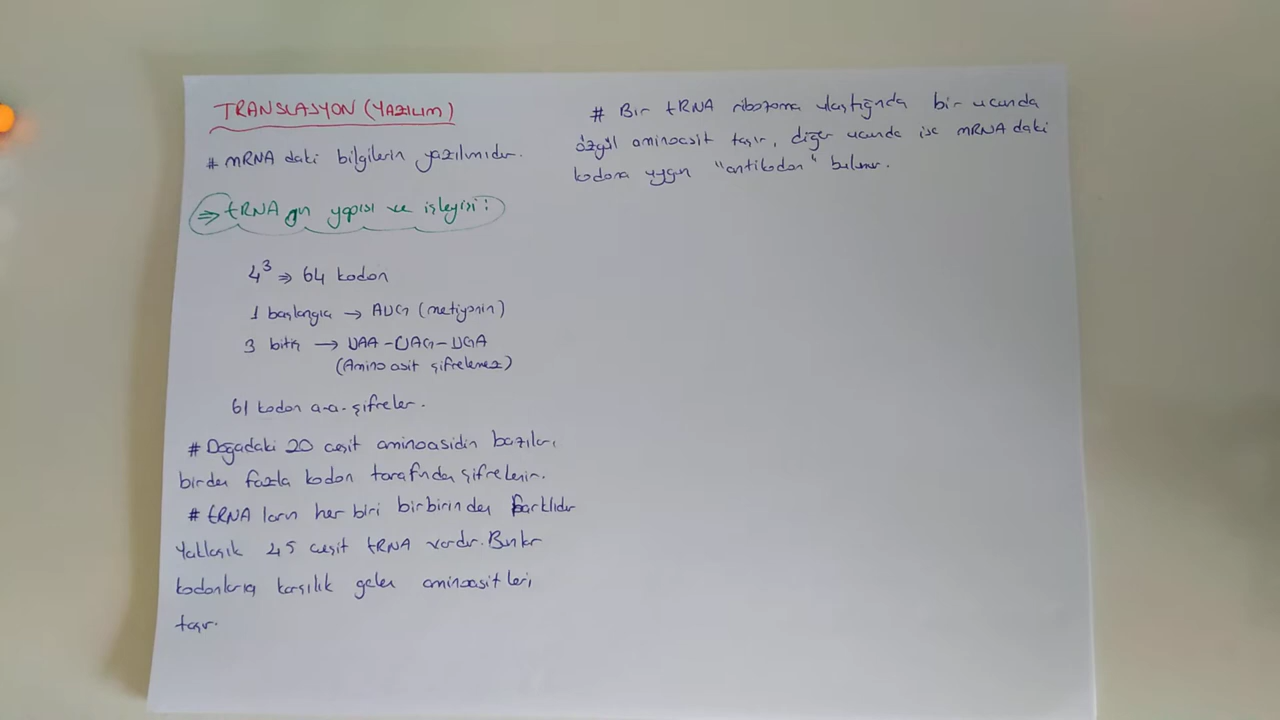 TRANSLASYON (YAZILIM)
# mRNA daki bilgilerin yazılımıdır.
⇒ tRNA nın yapısı ve işleyişi:
4³ ⇒ 64 kodon
1 başlangıç → AUG (metiyonin)
3 bitiş → UAA-UAG-UGA
(Amino asit şifrelemez)
61 kodon a.a. şifreler.
# Doğadaki 20 çeşit aminoasidin bazıları
birden fazla kodon tarafından şifrelenir.
# tRNA ların her biri birbirinden farklıdır
Yaklaşık 45 çeşit tRNA vardır. Bunlar
kodonlara karşılık gelen aminoasitleri
taşır.
# Bir tRNA ribozoma ulaştığında bir ucunda
özgül aminoasit taşır, diğer ucunda ise mRNA daki
kodona uygun "antikodon" bulunur.